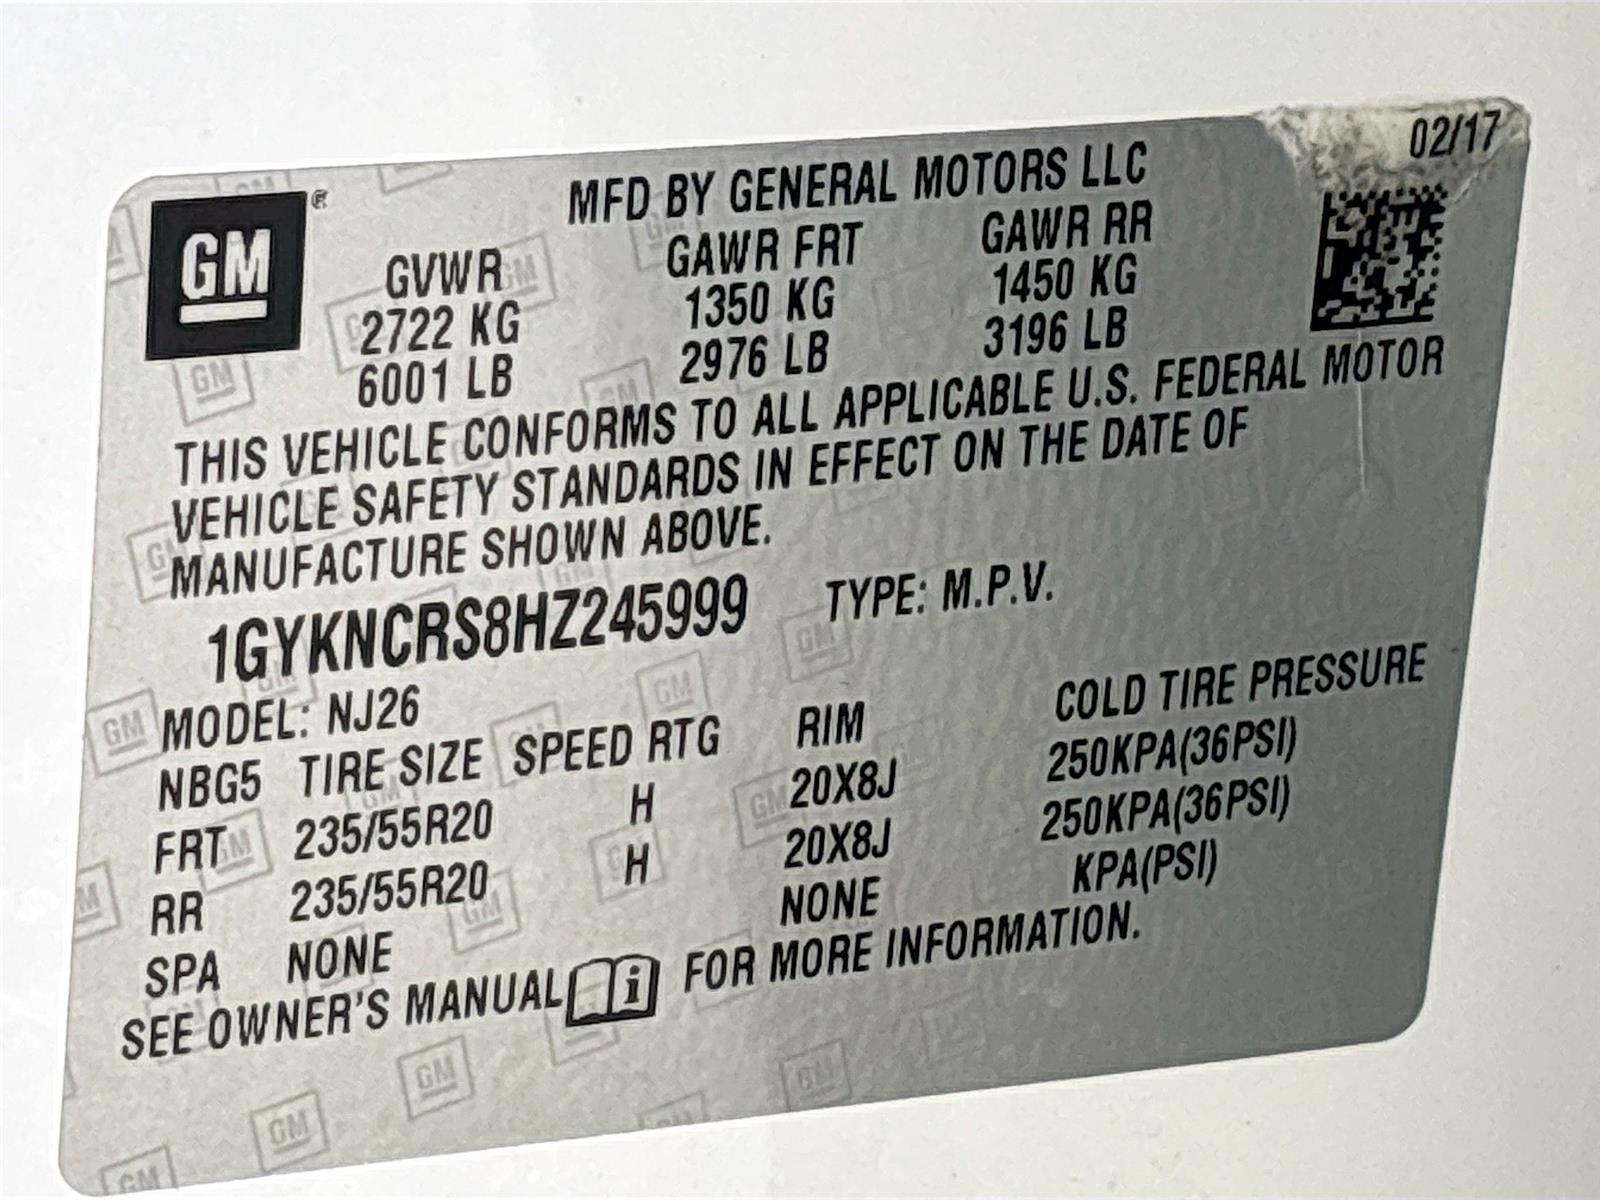 02/17
GM ®
MFD BY GENERAL MOTORS LLC
GVWR GAWR FRT GAWR RR
2722 KG 1350 KG 1450 KG
6001 LB 2976 LB 3196 LB
THIS VEHICLE CONFORMS TO ALL APPLICABLE U.S. FEDERAL MOTOR
VEHICLE SAFETY STANDARDS IN EFFECT ON THE DATE OF
MANUFACTURE SHOWN ABOVE.
1GYKNCRS8HZ245999 TYPE: M.P.V.
MODEL: NJ26
NBG5 TIRE SIZE SPEED RTG RIM COLD TIRE PRESSURE
FRT 235/55R20 H 20X8J 250KPA(36PSI)
RR 235/55R20 H 20X8J 250KPA(36PSI)
SPA NONE NONE KPA(PSI)
SEE OWNER'S MANUAL i FOR MORE INFORMATION.